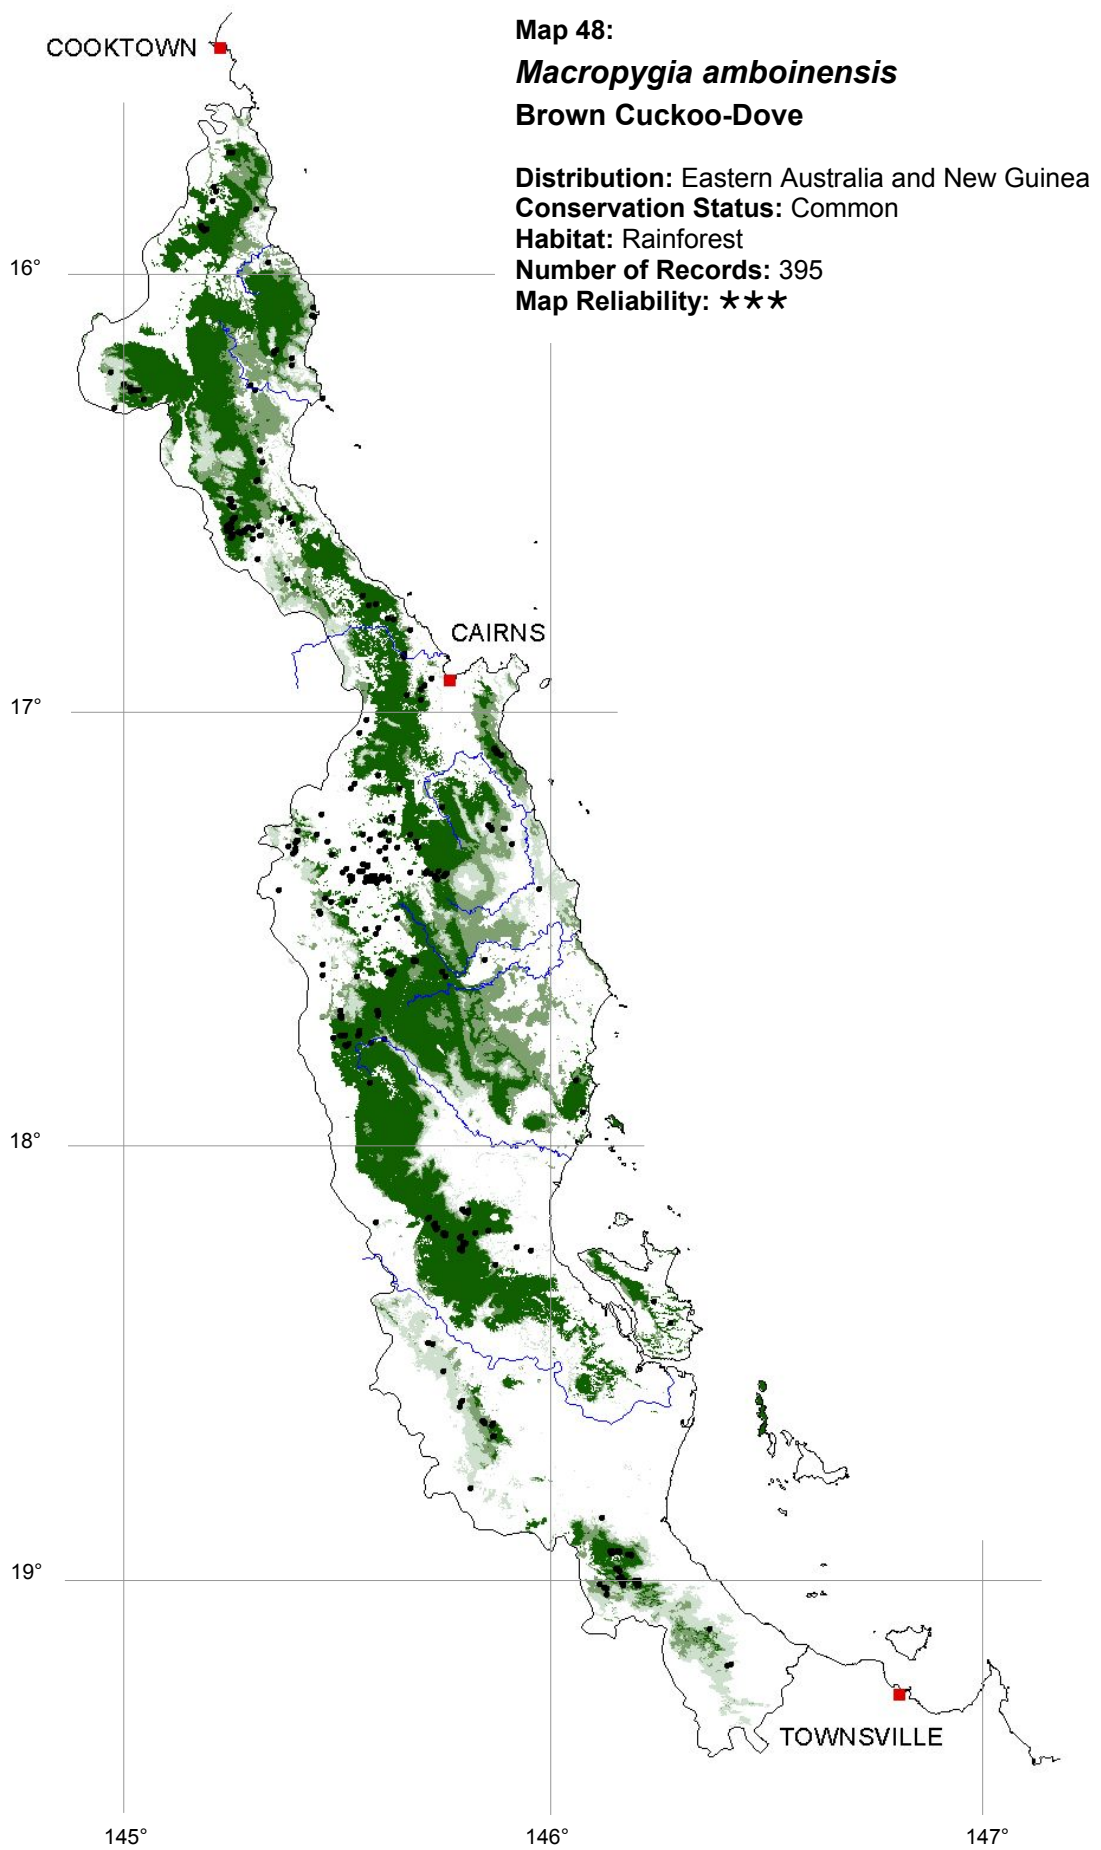 Map 48:
Macropygia amboinensis
Brown Cuckoo-Dove
Distribution: Eastern Australia and New Guinea
Conservation Status: Common
Habitat: Rainforest
Number of Records: 395
Map Reliability: ***
COOKTOWN
16°
CAIRNS
17°
18°
19°
TOWNSVILLE
145°
146°
147°